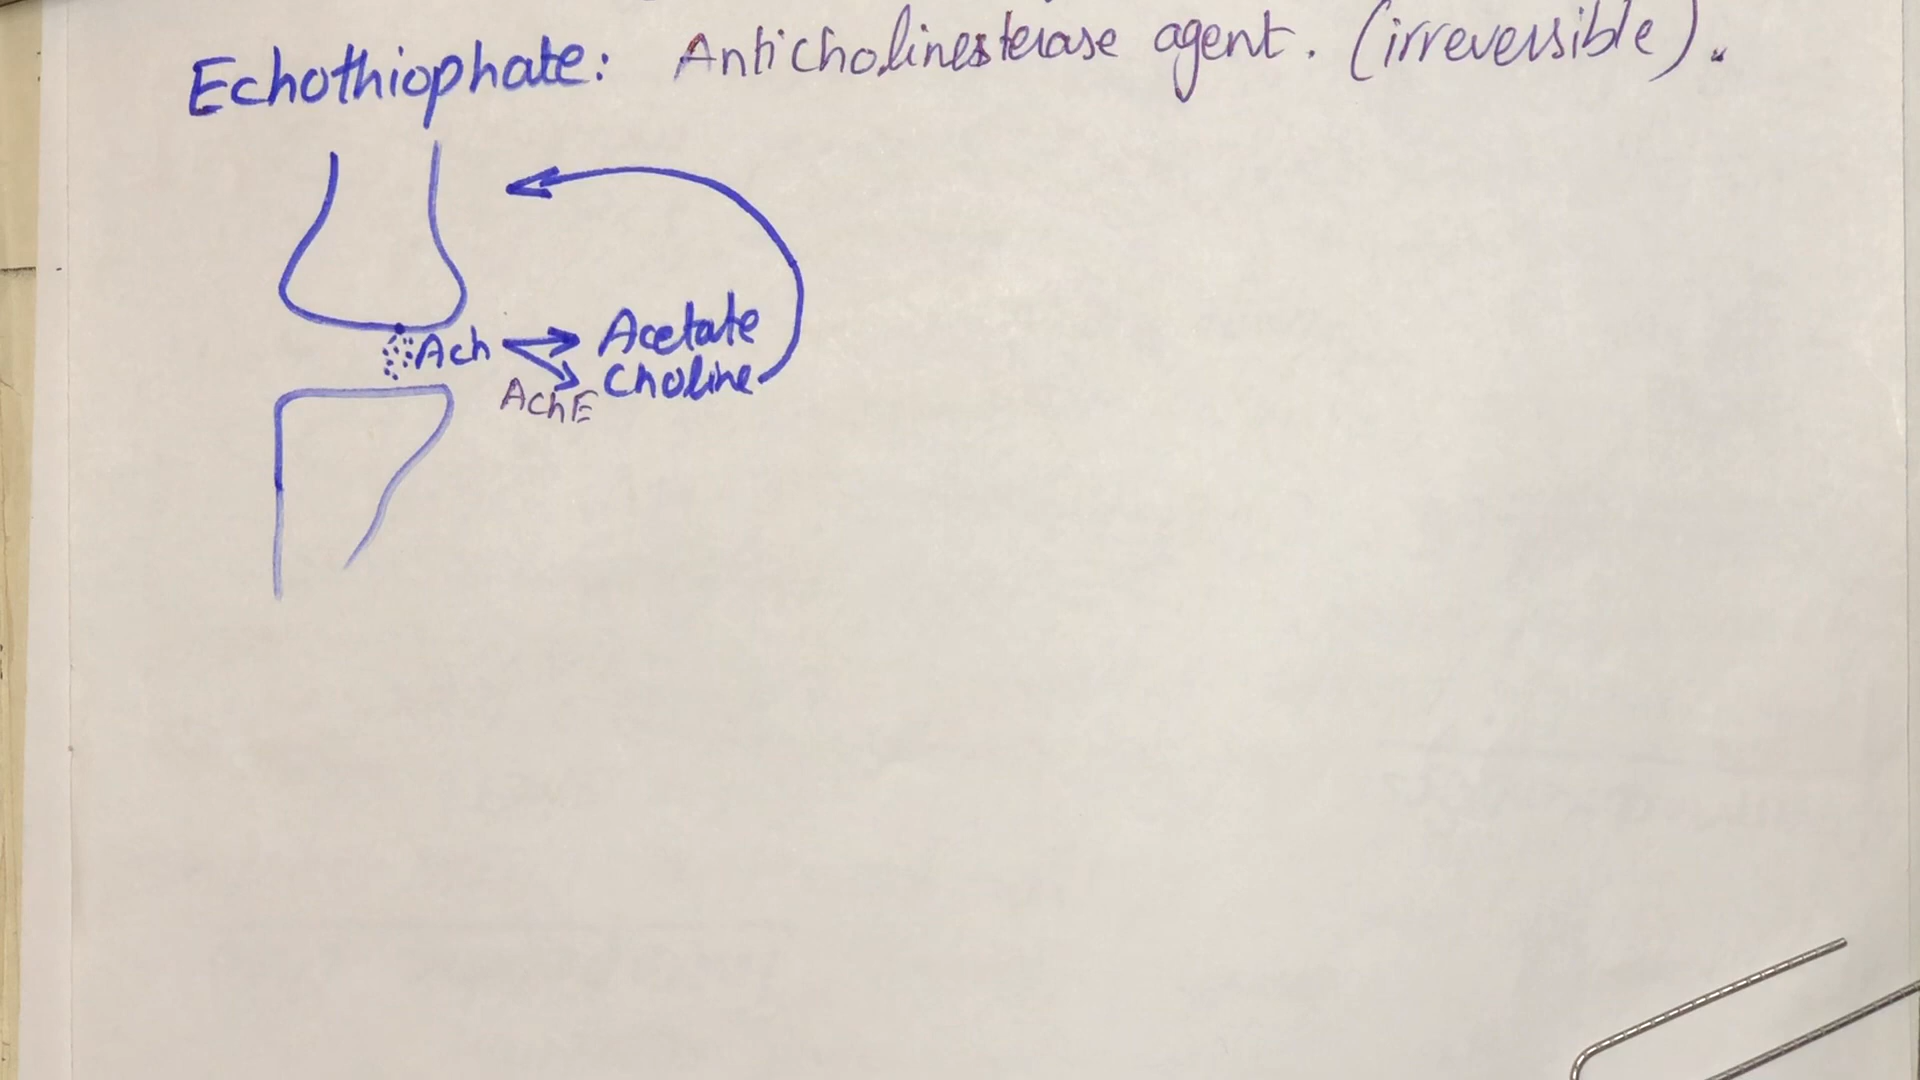 Echothiophate: Anticholinesterase agent. (irreversible).
Ach Acetate
AchE Choline